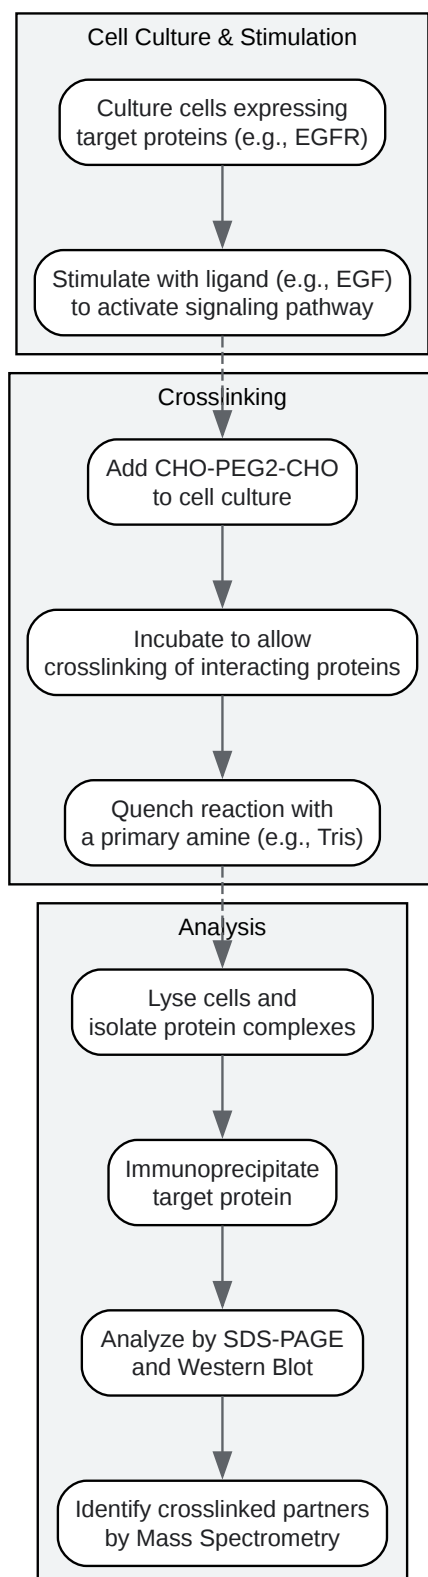 Cell Culture & Stimulation
Culture cells expressing
target proteins (e.g., EGFR)
Stimulate with ligand (e.g., EGF)
to activate signaling pathway
Crosslinking
Add CHO-PEG2-CHO
to cell culture
Incubate to allow
crosslinking of interacting proteins
Quench reaction with
a primary amine (e.g., Tris)
Analysis
Lyse cells and
isolate protein complexes
Immunoprecipitate
target protein
Analyze by SDS-PAGE
and Western Blot
Identify crosslinked partners
by Mass Spectrometry